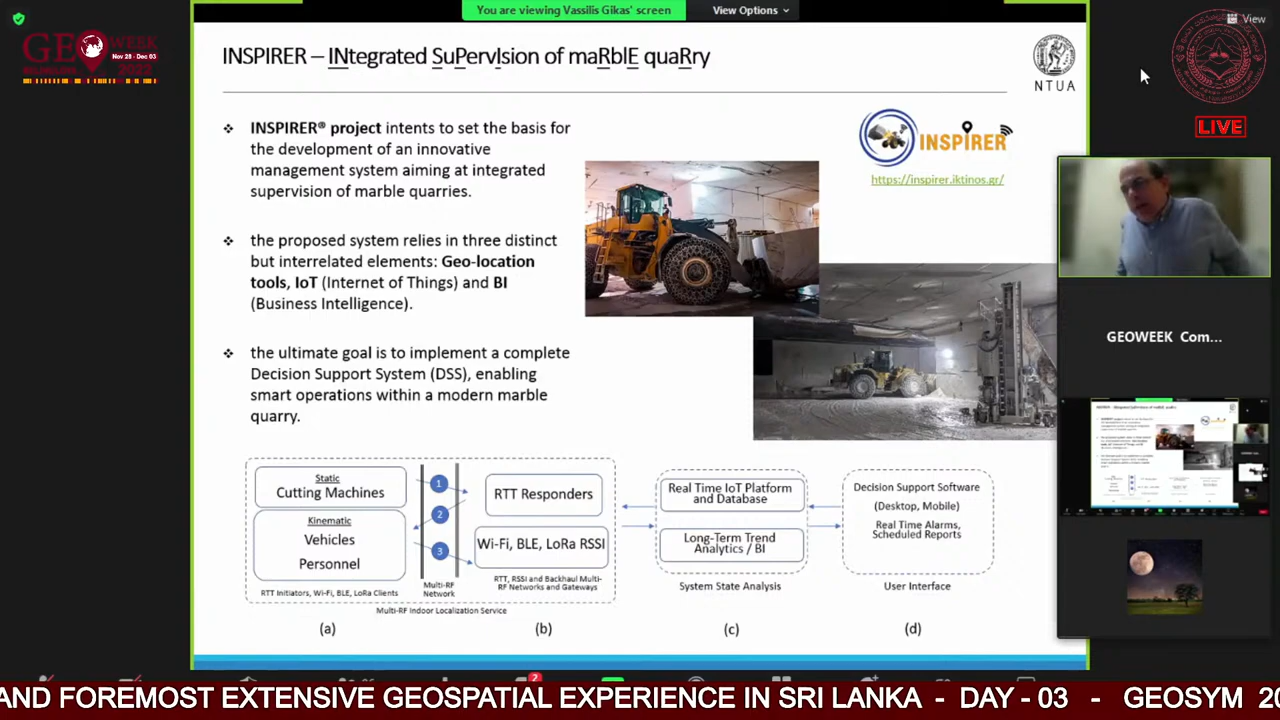 You are viewing Vassilis Gikas' screen
View Options
View
GEOWEEK
Nov 28 - Dec 03
2022
INSPIRER – INtegrated SuPervIsion of maRblE quaRry
NTUA
LIVE
INSPIRER® project intents to set the basis for
the development of an innovative
management system aiming at integrated
supervision of marble quarries.
INSPIRER
https://inspirer.iktinos.gr/
the proposed system relies in three distinct
but interrelated elements: Geo-location
tools, IoT (Internet of Things) and BI
(Business Intelligence).
the ultimate goal is to implement a complete
Decision Support System (DSS), enabling
smart operations within a modern marble
quarry.
GEOWEEK Com...
Static
Cutting Machines
Kinematic
Vehicles
Personnel
RTT Initiators, Wi-Fi, BLE, LoRa Clients
1
2
3
Multi-RF
Network
RTT Responders
Wi-Fi, BLE, LoRa RSSI
RTT, RSSI and Backhaul Multi-
RF Networks and Gateways
Multi-RF Indoor Localization Service
Real Time IoT Platform
and Database
Long-Term Trend
Analytics / BI
System State Analysis
Decision Support Software
(Desktop, Mobile)
Real Time Alarms,
Scheduled Reports
User Interface
(a)
(b)
(c)
(d)
2
AND FOREMOST EXTENSIVE GEOSPATIAL EXPERIENCE IN SRI LANKA - DAY - 03 - GEOSYM 20